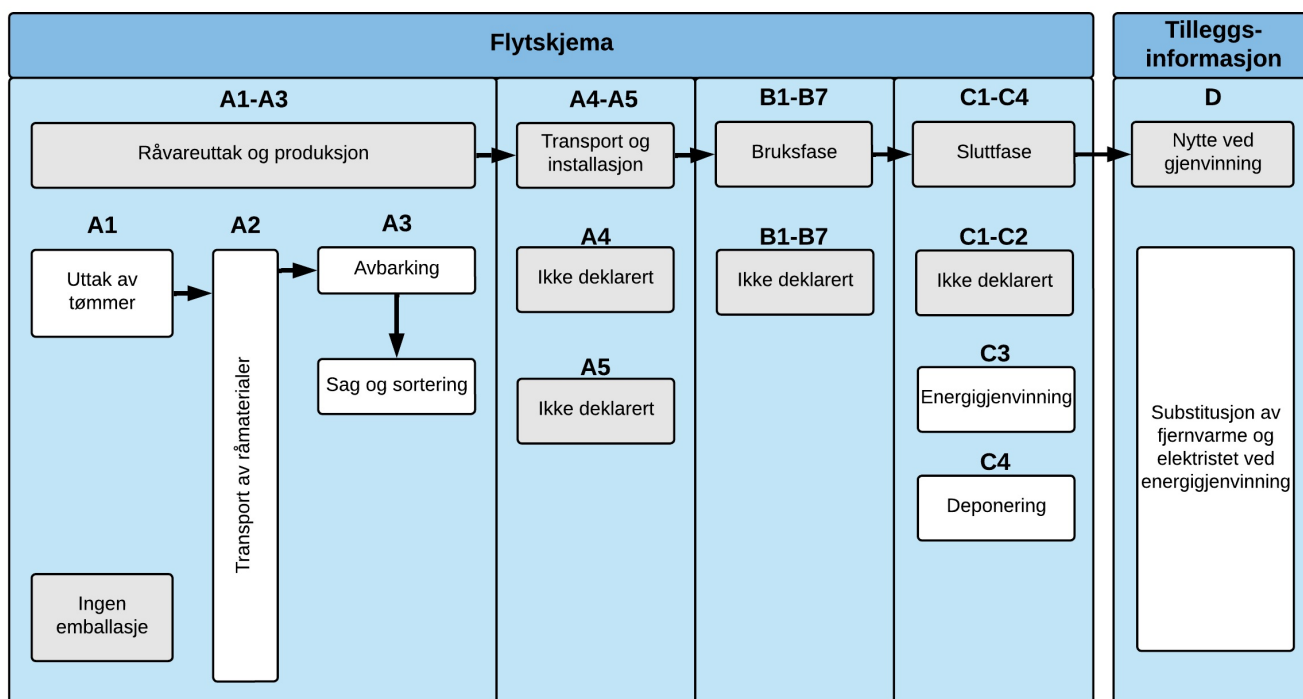 Flytskjema
Tilleggs-
informasjon
A1-A3
A4-A5
B1-B7
C1-C4
D
Råvareuttak og produksjon
Transport og
installasjon
Bruksfase
Sluttfase
Nytte ved
gjenvinning
A1
A2
A3
A4
B1-B7
C1-C2
Uttak av
tømmer
Transport av råmaterialer
Avbarking
Sag og sortering
Ikke deklarert
Ikke deklarert
Ikke deklarert
A5
Ikke deklarert
C3
Energigjenvinning
C4
Deponering
Substitusjon av
fjernvarme og
elektristet ved
energigjenvinning
Ingen
emballasje